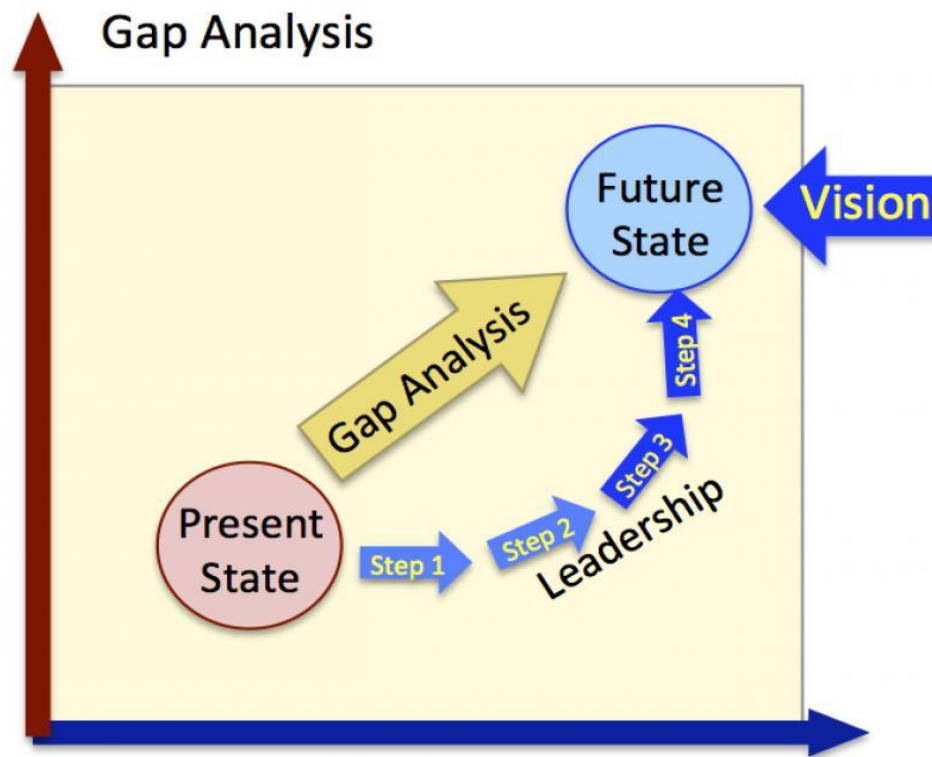 Gap Analysis
Future
State
Vision
Gap Analysis
Step 4
Step 3
Present
State
Step 1
Step 2
Leadership